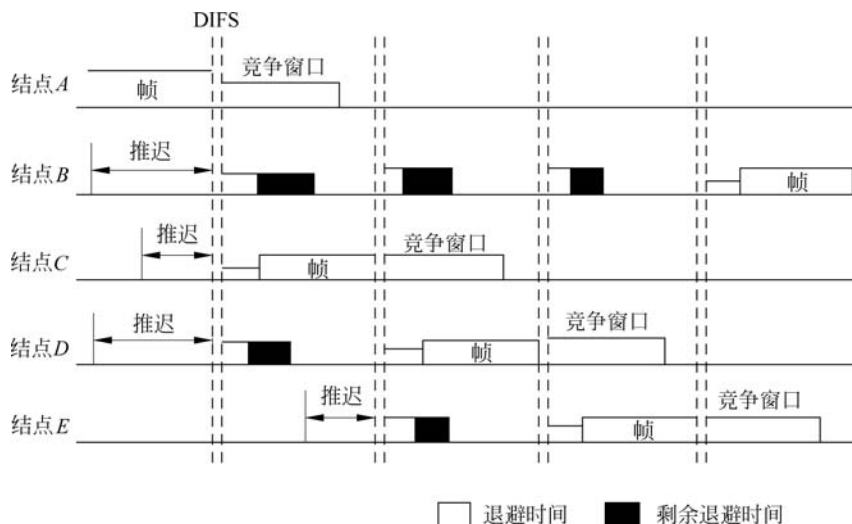 DIFS
结点A
帧
竞争窗口
结点B
推迟
帧
结点C
推迟
帧
竞争窗口
结点D
推迟
帧
竞争窗口
结点E
推迟
帧
竞争窗口
退避时间
剩余退避时间